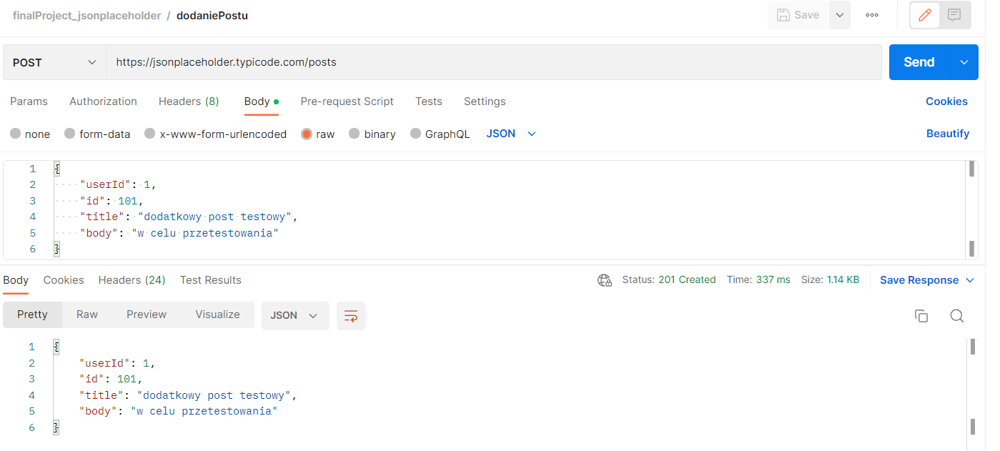 finalProject_jsonplaceholder / dodaniePostu Save
POST https://jsonplaceholder.typicode.com/posts Send
Params Authorization Headers (8) Body Pre-request Script Tests Settings Cookies
none form-data x-www-form-urlencoded raw binary GraphQL JSON Beautify
1 {
2 "userId": 1,
3 "id": 101,
4 "title": "dodatkowy post testowy",
5 "body": "w celu przetestowania"
6 }
Body Cookies Headers (24) Test Results Status: 201 Created Time: 337 ms Size: 1.14 KB Save Response
Pretty Raw Preview Visualize JSON
1 {
2 "userId": 1,
3 "id": 101,
4 "title": "dodatkowy post testowy",
5 "body": "w celu przetestowania"
6 }